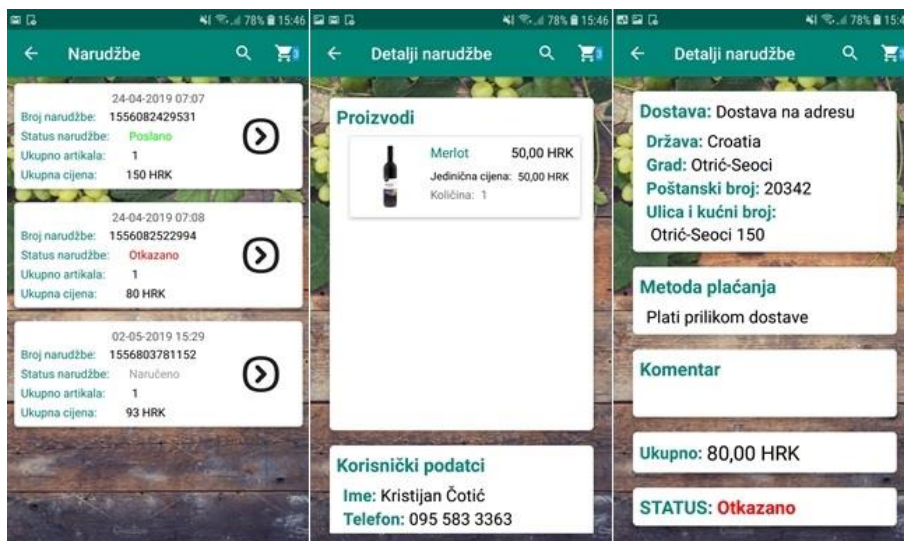 78% 15:46
Narudžbe
3
24-04-2019 07:07
Broj narudžbe: 1556082429531
Status narudžbe: Poslano
Ukupno artikala: 1
Ukupna cijena: 150 HRK
24-04-2019 07:08
Broj narudžbe: 1556082522994
Status narudžbe: Otkazano
Ukupno artikala: 1
Ukupna cijena: 80 HRK
02-05-2019 15:29
Broj narudžbe: 1556803781152
Status narudžbe: Naručeno
Ukupno artikala: 1
Ukupna cijena: 93 HRK
78% 15:46
Detalji narudžbe
3
Proizvodi
Merlot 50,00 HRK
Jedinična cijena: 50,00 HRK
Količina: 1
Korisnički podatci
Ime: Kristijan Čotić
Telefon: 095 583 3363
78% 15:4
Detalji narudžbe
3
Dostava: Dostava na adresu
Država: Croatia
Grad: Otrić-Seoci
Poštanski broj: 20342
Ulica i kućni broj:
Otrić-Seoci 150
Metoda plaćanja
Plati prilikom dostave
Komentar
Ukupno: 80,00 HRK
STATUS: Otkazano